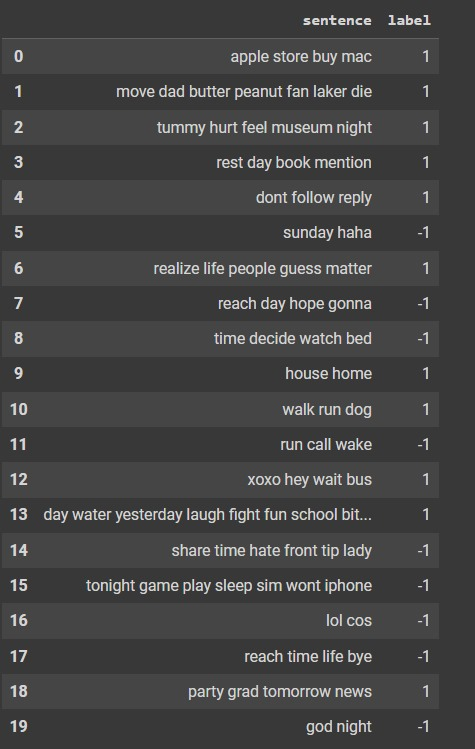 sentence label
0 apple store buy mac 1
1 move dad butter peanut fan laker die 1
2 tummy hurt feel museum night 1
3 rest day book mention 1
4 dont follow reply 1
5 sunday haha -1
6 realize life people guess matter 1
7 reach day hope gonna -1
8 time decide watch bed -1
9 house home 1
10 walk run dog 1
11 run call wake -1
12 xoxo hey wait bus 1
13 day water yesterday laugh fight fun school bit... 1
14 share time hate front tip lady -1
15 tonight game play sleep sim wont iphone -1
16 lol cos -1
17 reach time life bye -1
18 party grad tomorrow news 1
19 god night -1